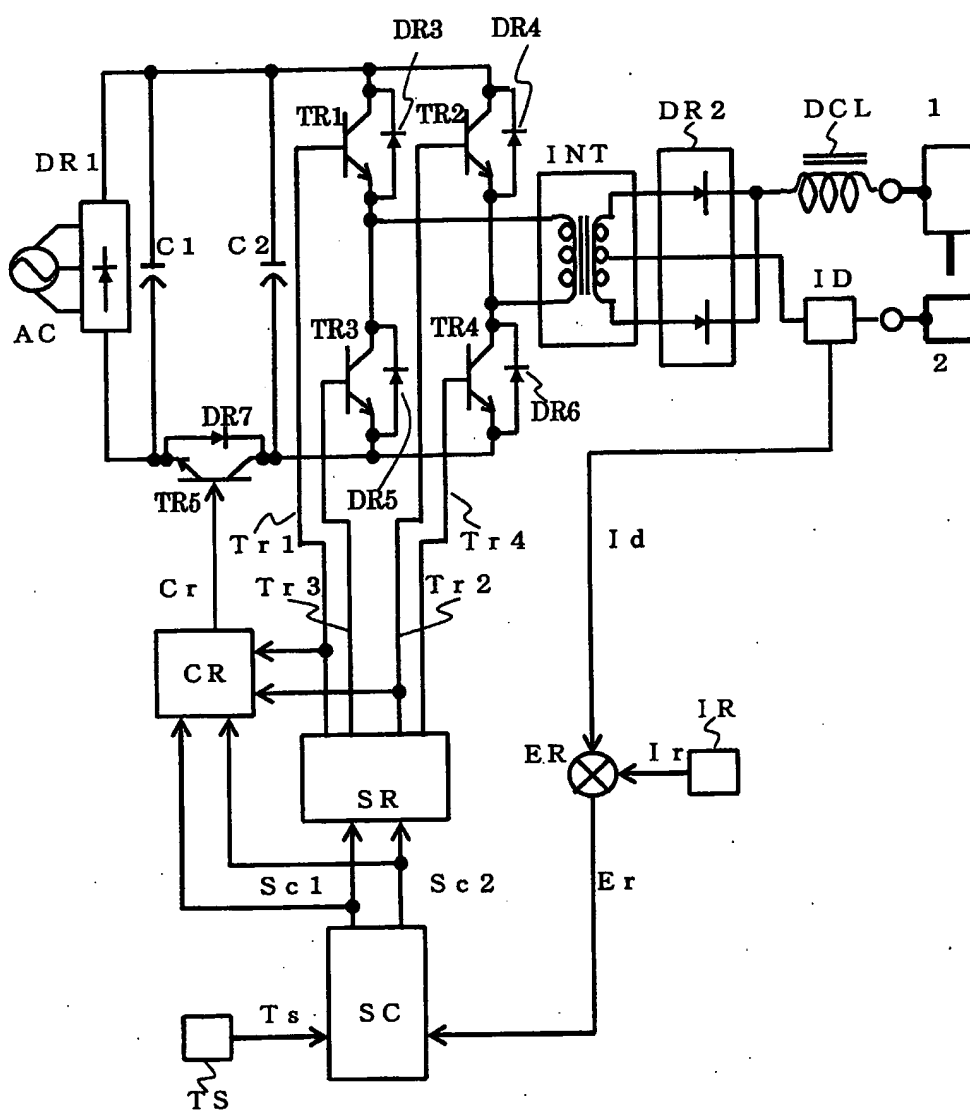 DR3
DR4
TR1
TR2
DR2
DCL
1
INT
DR1
C1
C2
ID
AC
TR3
TR4
2
DR7
DR6
DR5
TR5
Tr1
Tr4
Id
Cr
Tr3
Tr2
CR
IR
ER
Ir
SR
Sc1
Sc2
Er
Ts
SC
TS